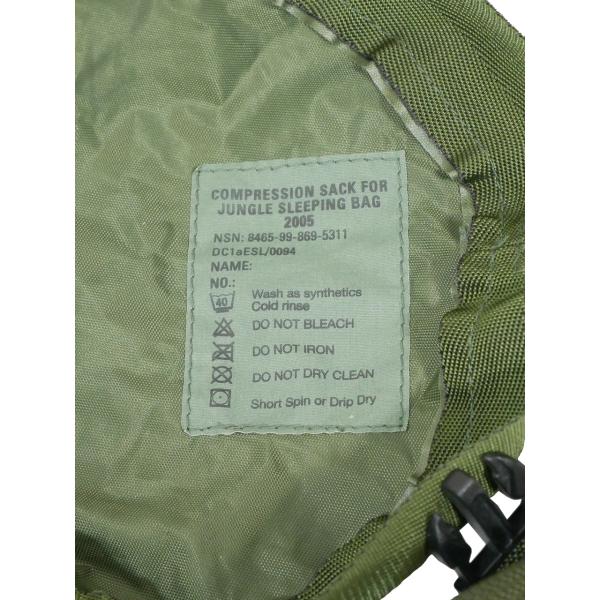 COMPRESSION SACK FOR
JUNGLE SLEEPING BAG
2005
NSN: 8465-99-869-5311
DC1aESL/0094
NAME:
NO.:
40 Wash as synthetics
Cold rinse
DO NOT BLEACH
DO NOT IRON
DO NOT DRY CLEAN
Short Spin or Drip Dry